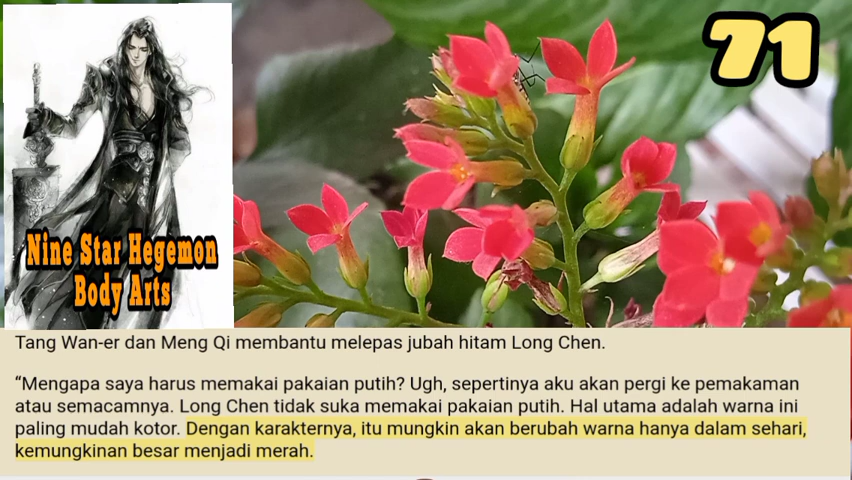 71
Nine Star Hegemon
Body Arts
Tang Wan-er dan Meng Qi membantu melepas jubah hitam Long Chen.
“Mengapa saya harus memakai pakaian putih? Ugh, sepertinya aku akan pergi ke pemakaman
atau semacamnya. Long Chen tidak suka memakai pakaian putih. Hal utama adalah warna ini
paling mudah kotor. Dengan karakternya, itu mungkin akan berubah warna hanya dalam sehari,
kemungkinan besar menjadi merah.